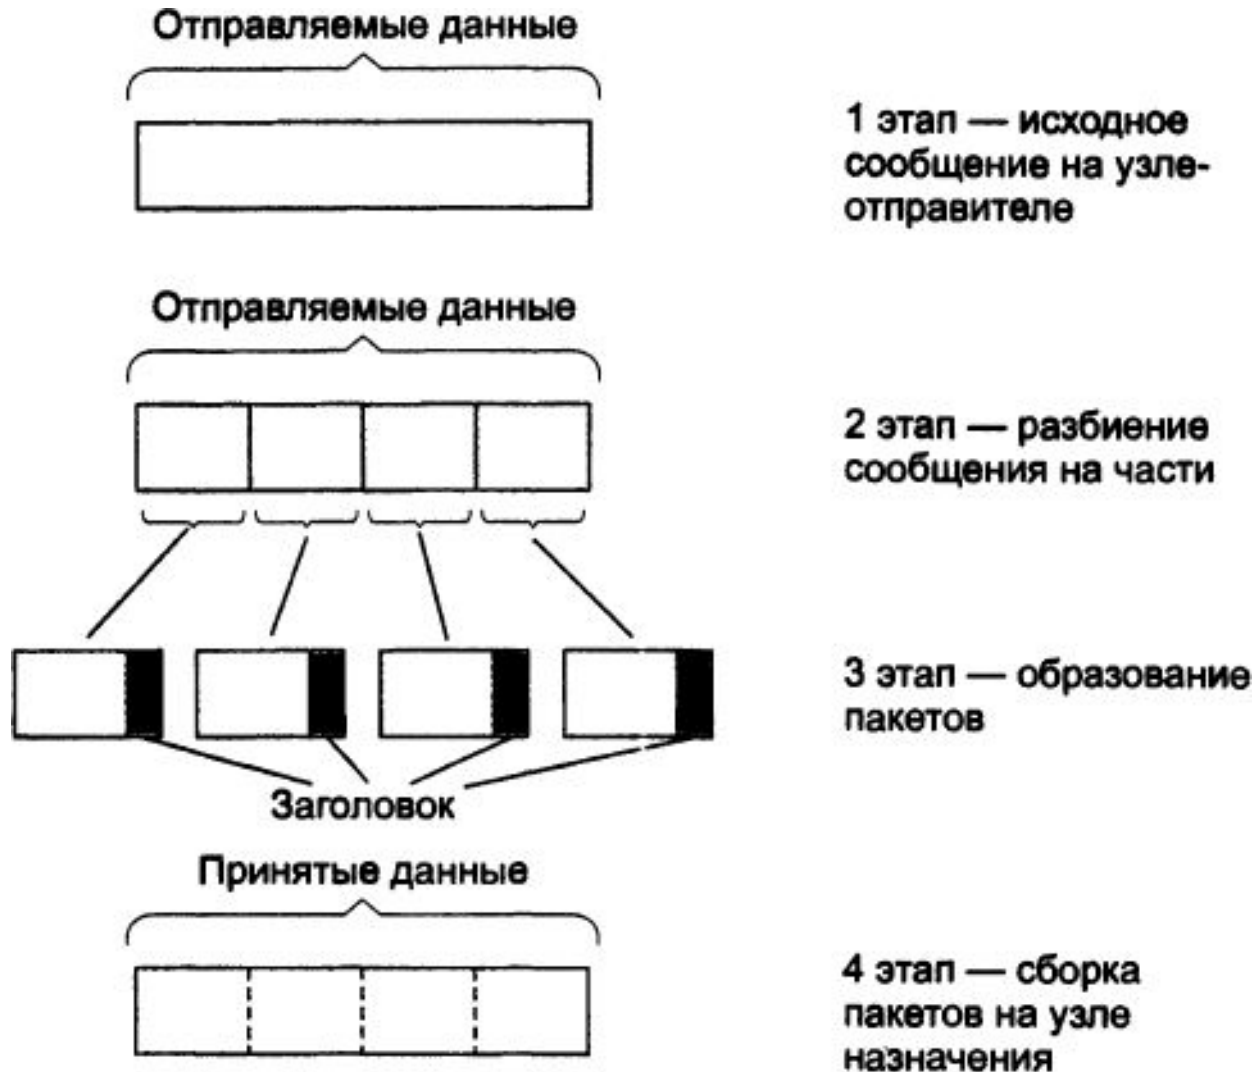 Отправляемые данные
1 этап — исходное
сообщение на узле-
отправителе
Отправляемые данные
2 этап — разбиение
сообщения на части
3 этап — образование
пакетов
Заголовок
Принятые данные
4 этап — сборка
пакетов на узле
назначения